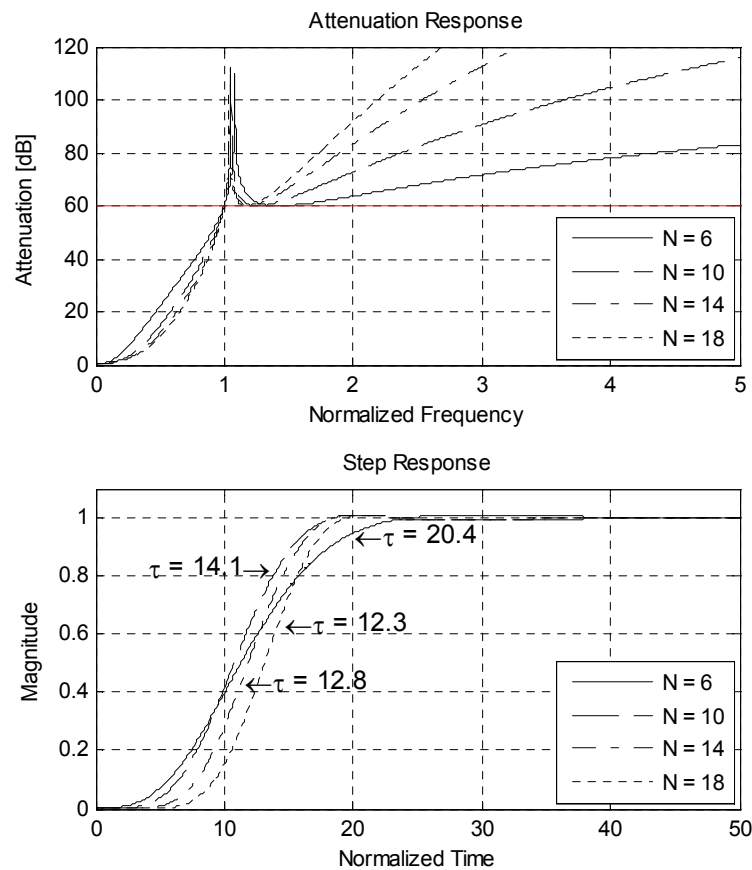 Attenuation Response
120
100
80
60
40
20
0
Attenuation [dB]
N = 6
N = 10
N = 14
N = 18
0 1 2 3 4 5
Normalized Frequency
Step Response
1
0.8
0.6
0.4
0.2
0
Magnitude
τ = 14.1→
←τ = 20.4
←τ = 12.3
←τ = 12.8
N = 6
N = 10
N = 14
N = 18
0 10 20 30 40 50
Normalized Time